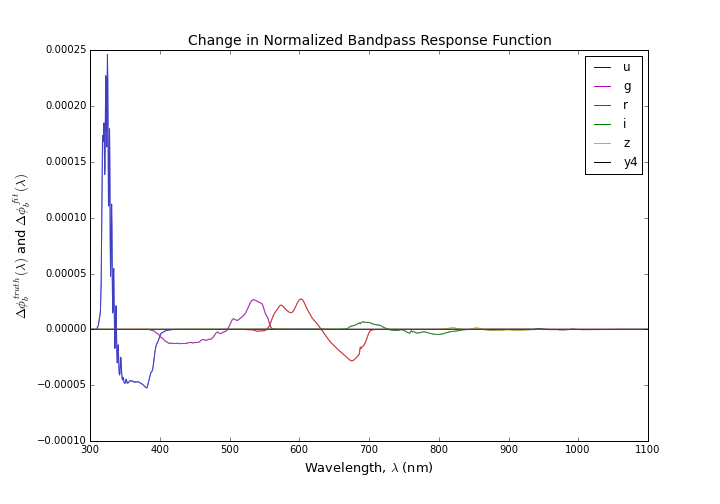 Change in Normalized Bandpass Response Function
0.00025
0.00020
0.00015
0.00010
0.00005
0.00000
−0.00005
−0.00010
Δϕ_b^{truth}(λ) and Δϕ_b^{fit}(λ)
u
g
r
i
z
y4
300 400 500 600 700 800 900 1000 1100
Wavelength, λ (nm)